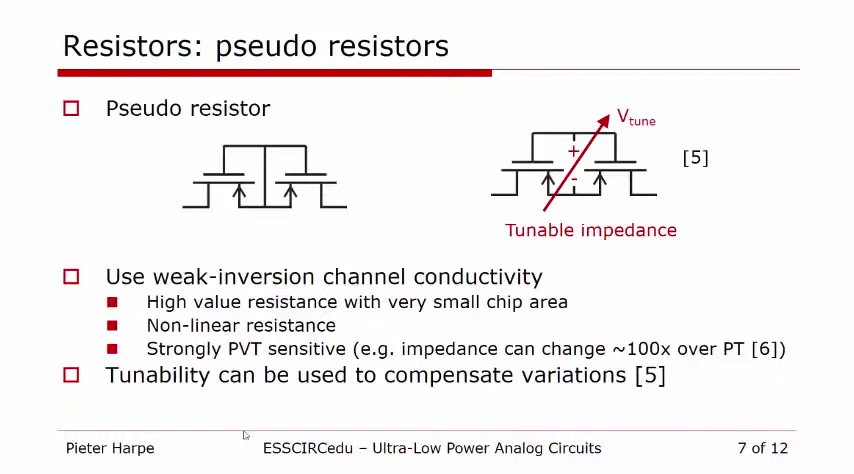 Resistors: pseudo resistors
Pseudo resistor
Vtune
+
-
[5]
Tunable impedance
Use weak-inversion channel conductivity
High value resistance with very small chip area
Non-linear resistance
Strongly PVT sensitive (e.g. impedance can change ~100x over PT [6])
Tunability can be used to compensate variations [5]
Pieter Harpe
ESSCIRCedu – Ultra-Low Power Analog Circuits
7 of 12